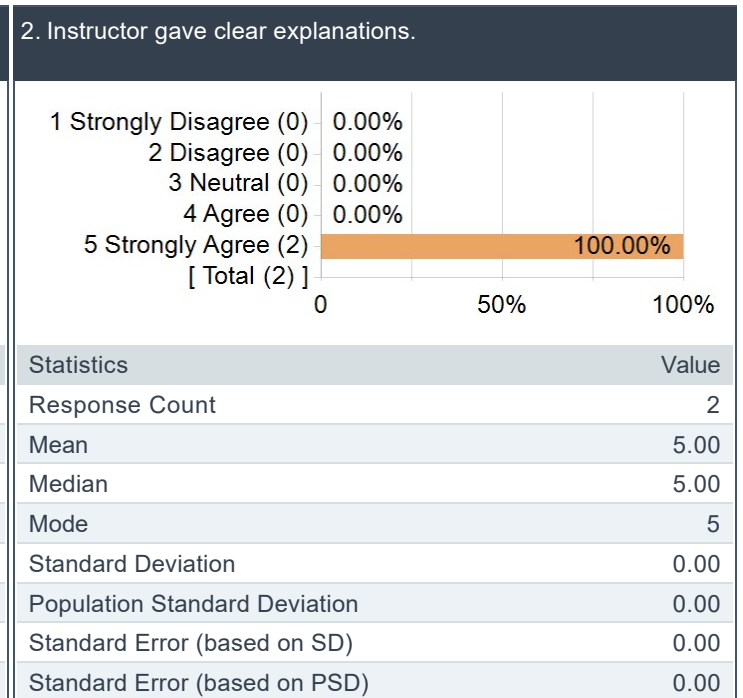 2. Instructor gave clear explanations.
1 Strongly Disagree (0) 0.00%
2 Disagree (0) 0.00%
3 Neutral (0) 0.00%
4 Agree (0) 0.00%
5 Strongly Agree (2) 100.00%
[ Total (2) ]
0 50% 100%
Statistics Value
Response Count 2
Mean 5.00
Median 5.00
Mode 5
Standard Deviation 0.00
Population Standard Deviation 0.00
Standard Error (based on SD) 0.00
Standard Error (based on PSD) 0.00